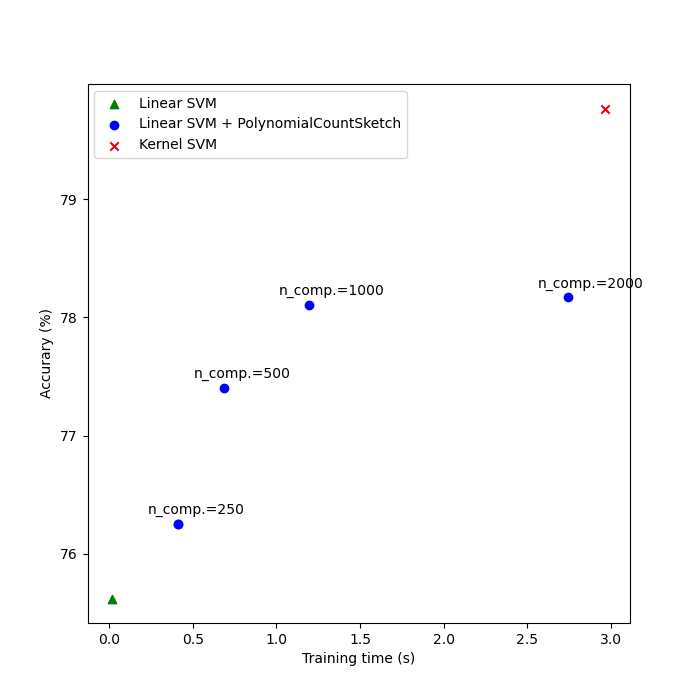 Linear SVM
Linear SVM + PolynomialCountSketch
Kernel SVM
79
78
77
76
Accurary (%)
n_comp.=2000
n_comp.=1000
n_comp.=500
n_comp.=250
0.0 0.5 1.0 1.5 2.0 2.5 3.0
Training time (s)